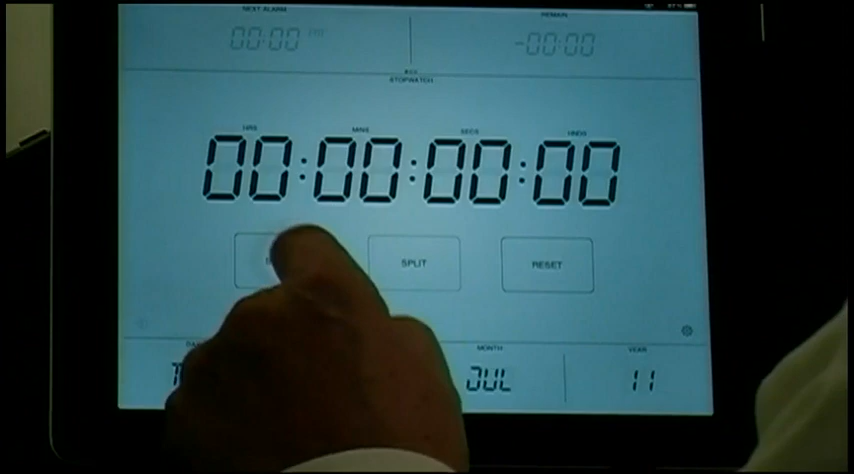 NEXT ALARM
REMAIN
00:00
-00:00
STOPWATCH
HRS
MINS
SECS
HNDS
00:00:00:00
SPLIT
RESET
MONTH
YEAR
JUL
11